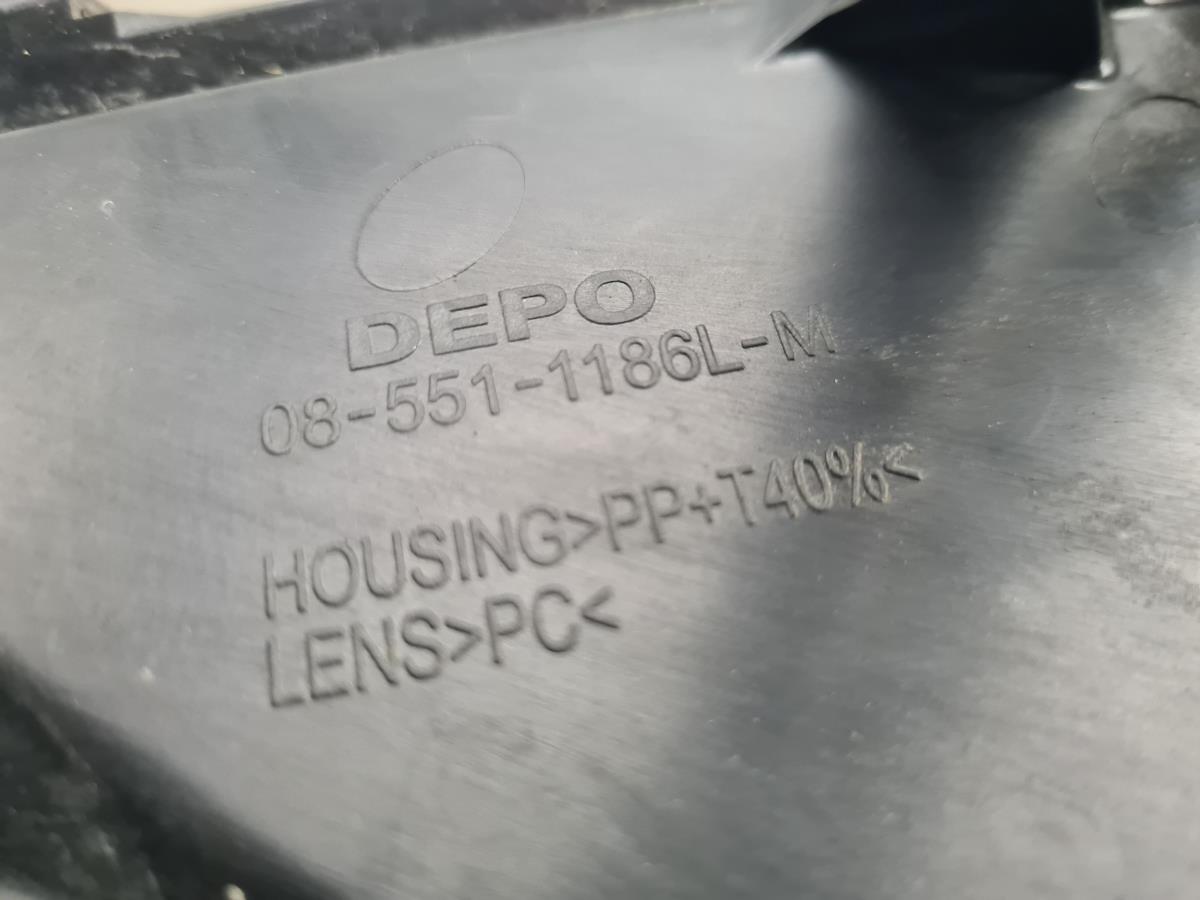 DEPO
08-551-1186L-M
HOUSING>PP+T40%<
LENS>PC<